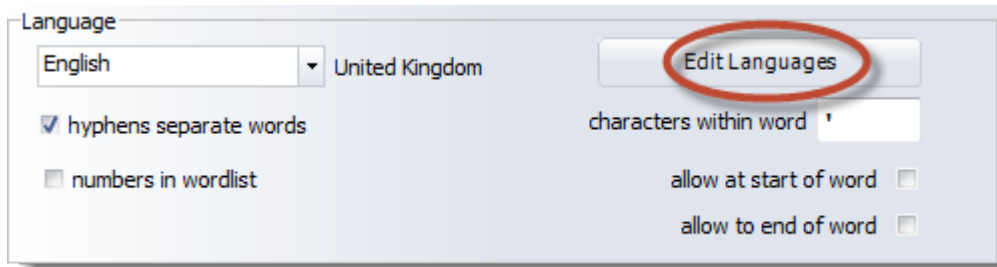 Language
English United Kingdom Edit Languages
hyphens separate words characters within word '
numbers in wordlist allow at start of word
allow to end of word